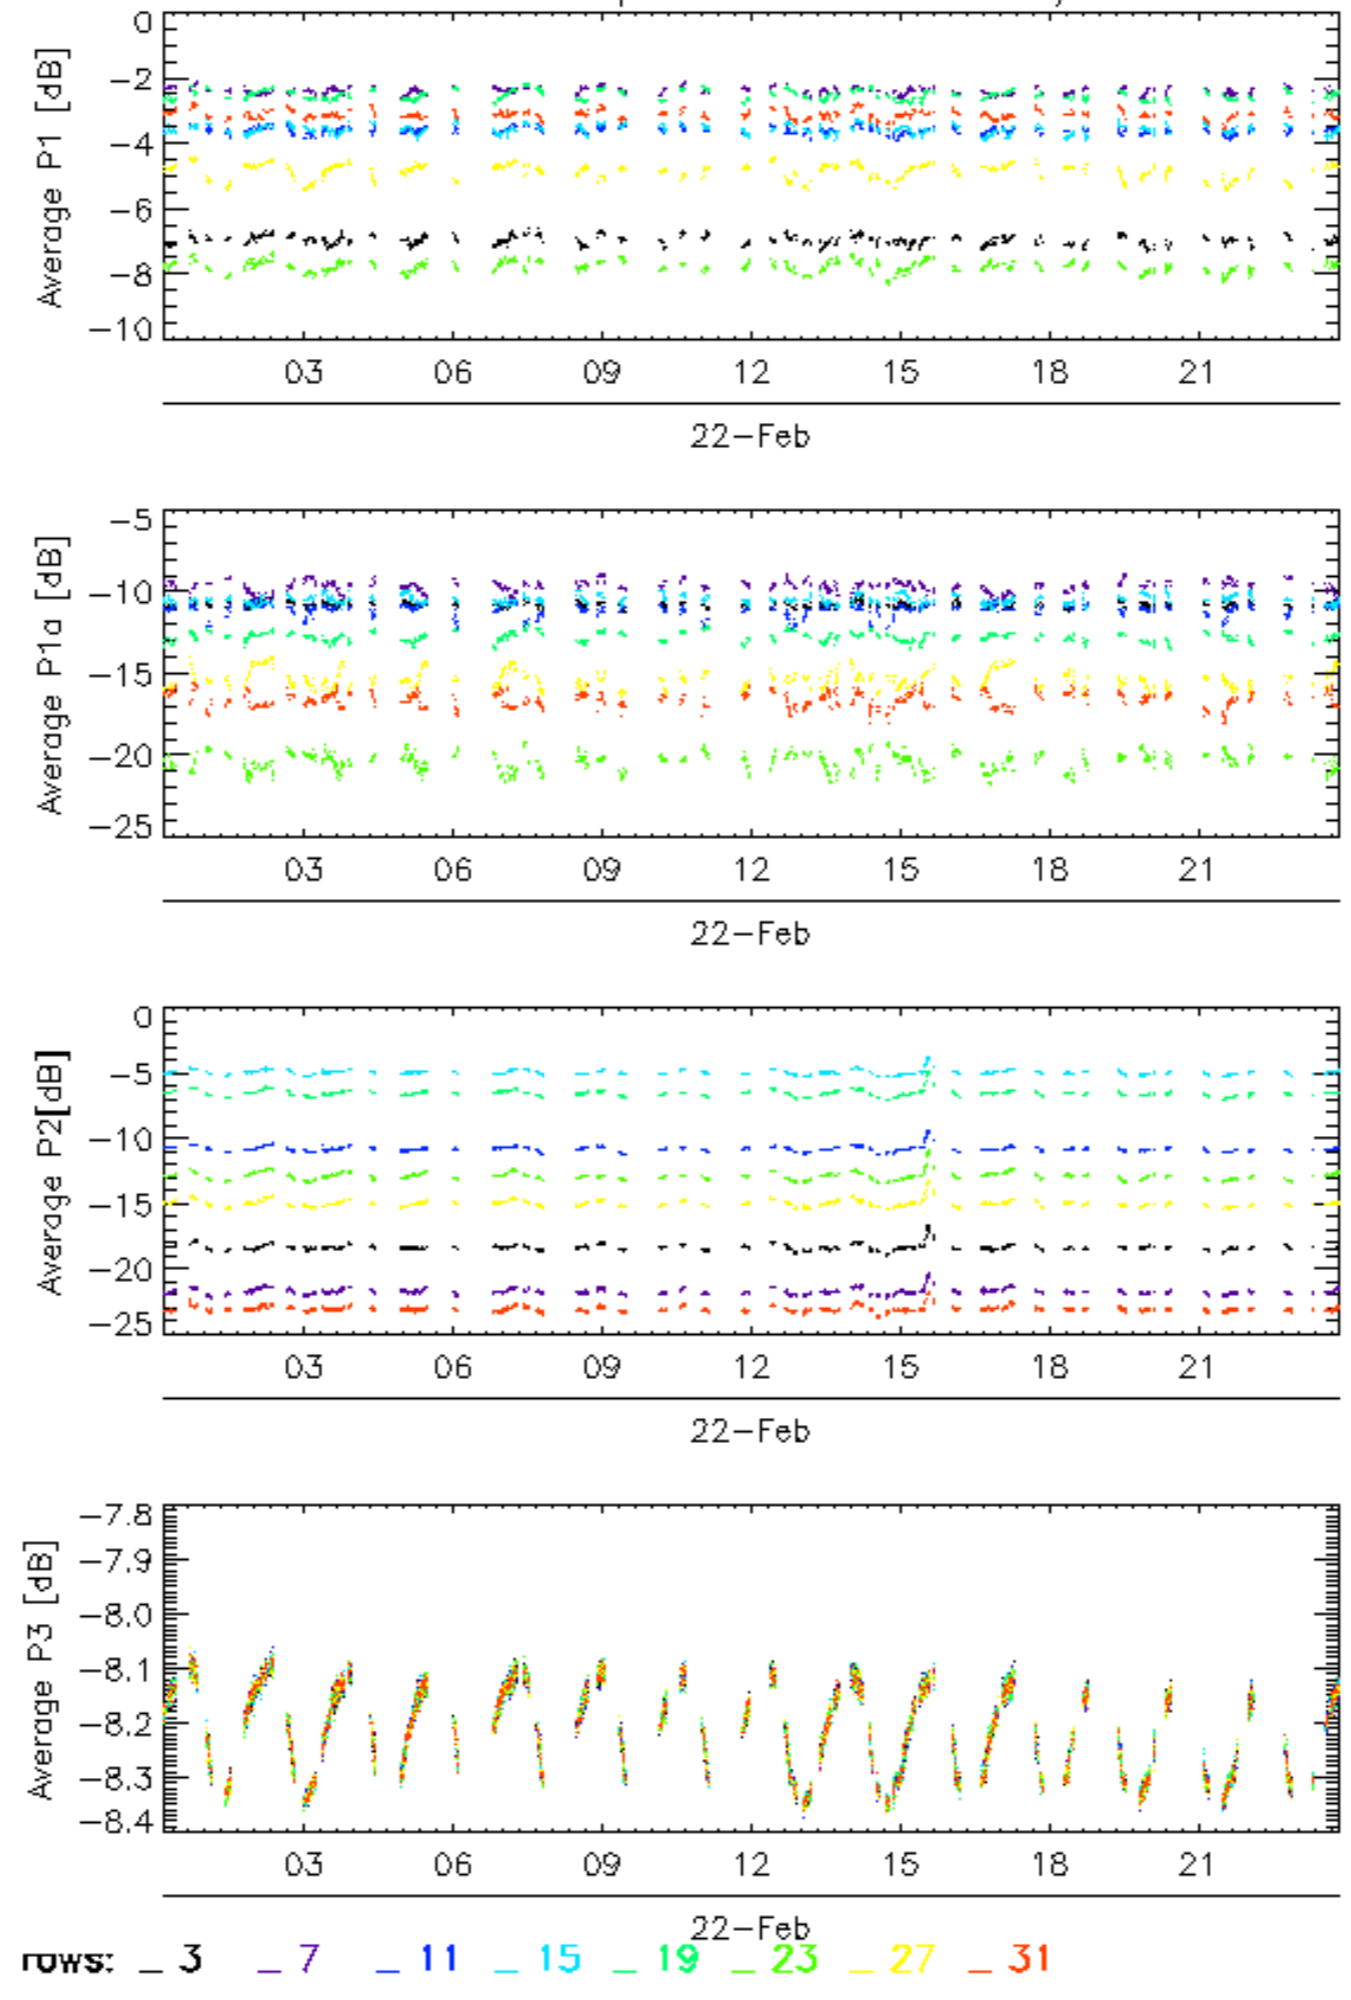 0
−2
−4
−6
−8
−10
Average P1 [dB]
03 06 09 12 15 18 21
22−Feb
−5
−10
−15
−20
−25
Average P1a [dB]
03 06 09 12 15 18 21
22−Feb
0
−5
−10
−15
−20
−25
Average P2[dB]
03 06 09 12 15 18 21
22−Feb
−7.8
−7.9
−8.0
−8.1
−8.2
−8.3
−8.4
Average P3 [dB]
03 06 09 12 15 18 21
22−Feb
rows: _ 3 _ 7 _ 11 _ 15 _ 19 _ 23 _ 27 _ 31